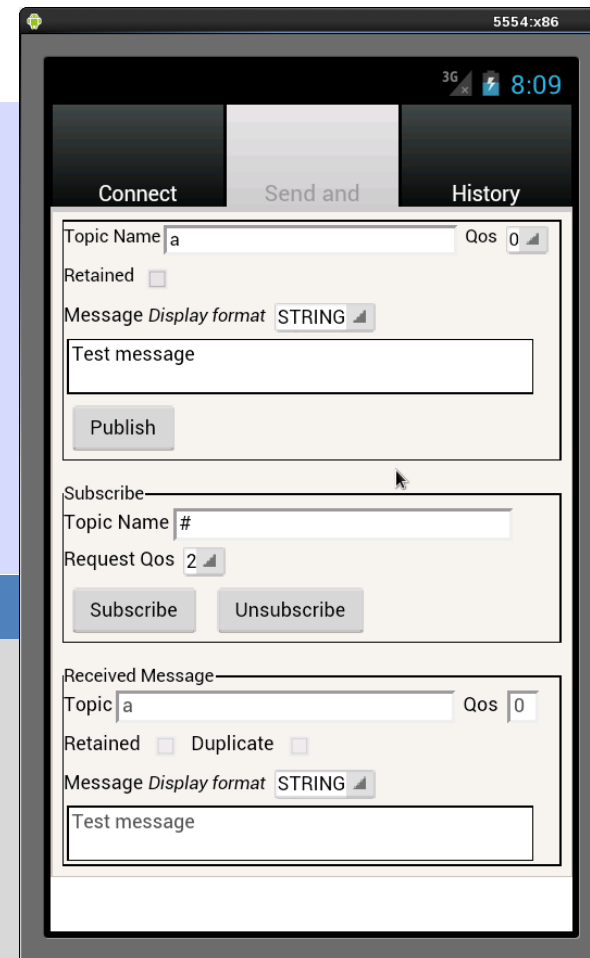 5554:x86
3G 8:09
Connect Send and History
Topic Name a Qos 0
Retained
Message Display format STRING
Test message
Publish
Subscribe
Topic Name #
Request Qos 2
Subscribe Unsubscribe
Received Message
Topic a Qos 0
Retained Duplicate
Message Display format STRING
Test message